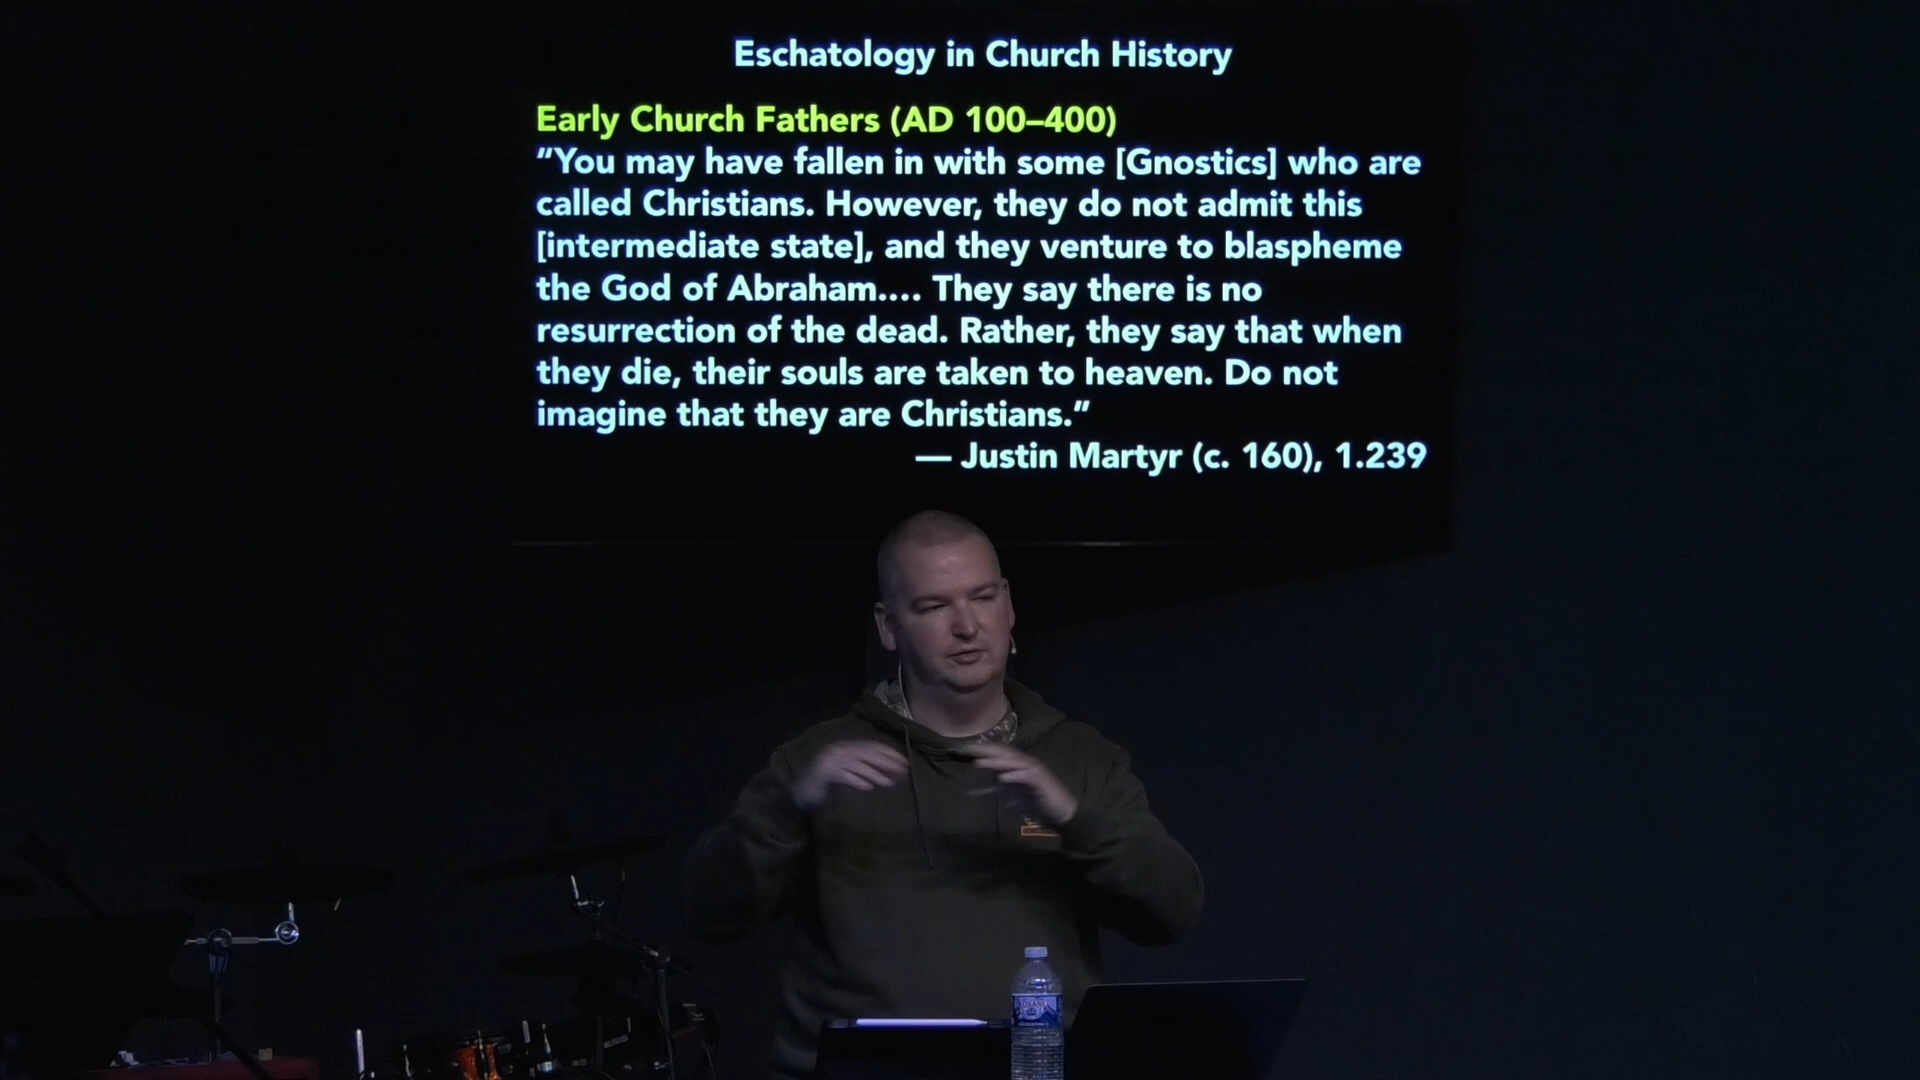 Eschatology in Church History
Early Church Fathers (AD 100–400)
“You may have fallen in with some [Gnostics] who are
called Christians. However, they do not admit this
[intermediate state], and they venture to blaspheme
the God of Abraham.... They say there is no
resurrection of the dead. Rather, they say that when
they die, their souls are taken to heaven. Do not
imagine that they are Christians.”
— Justin Martyr (c. 160), 1.239